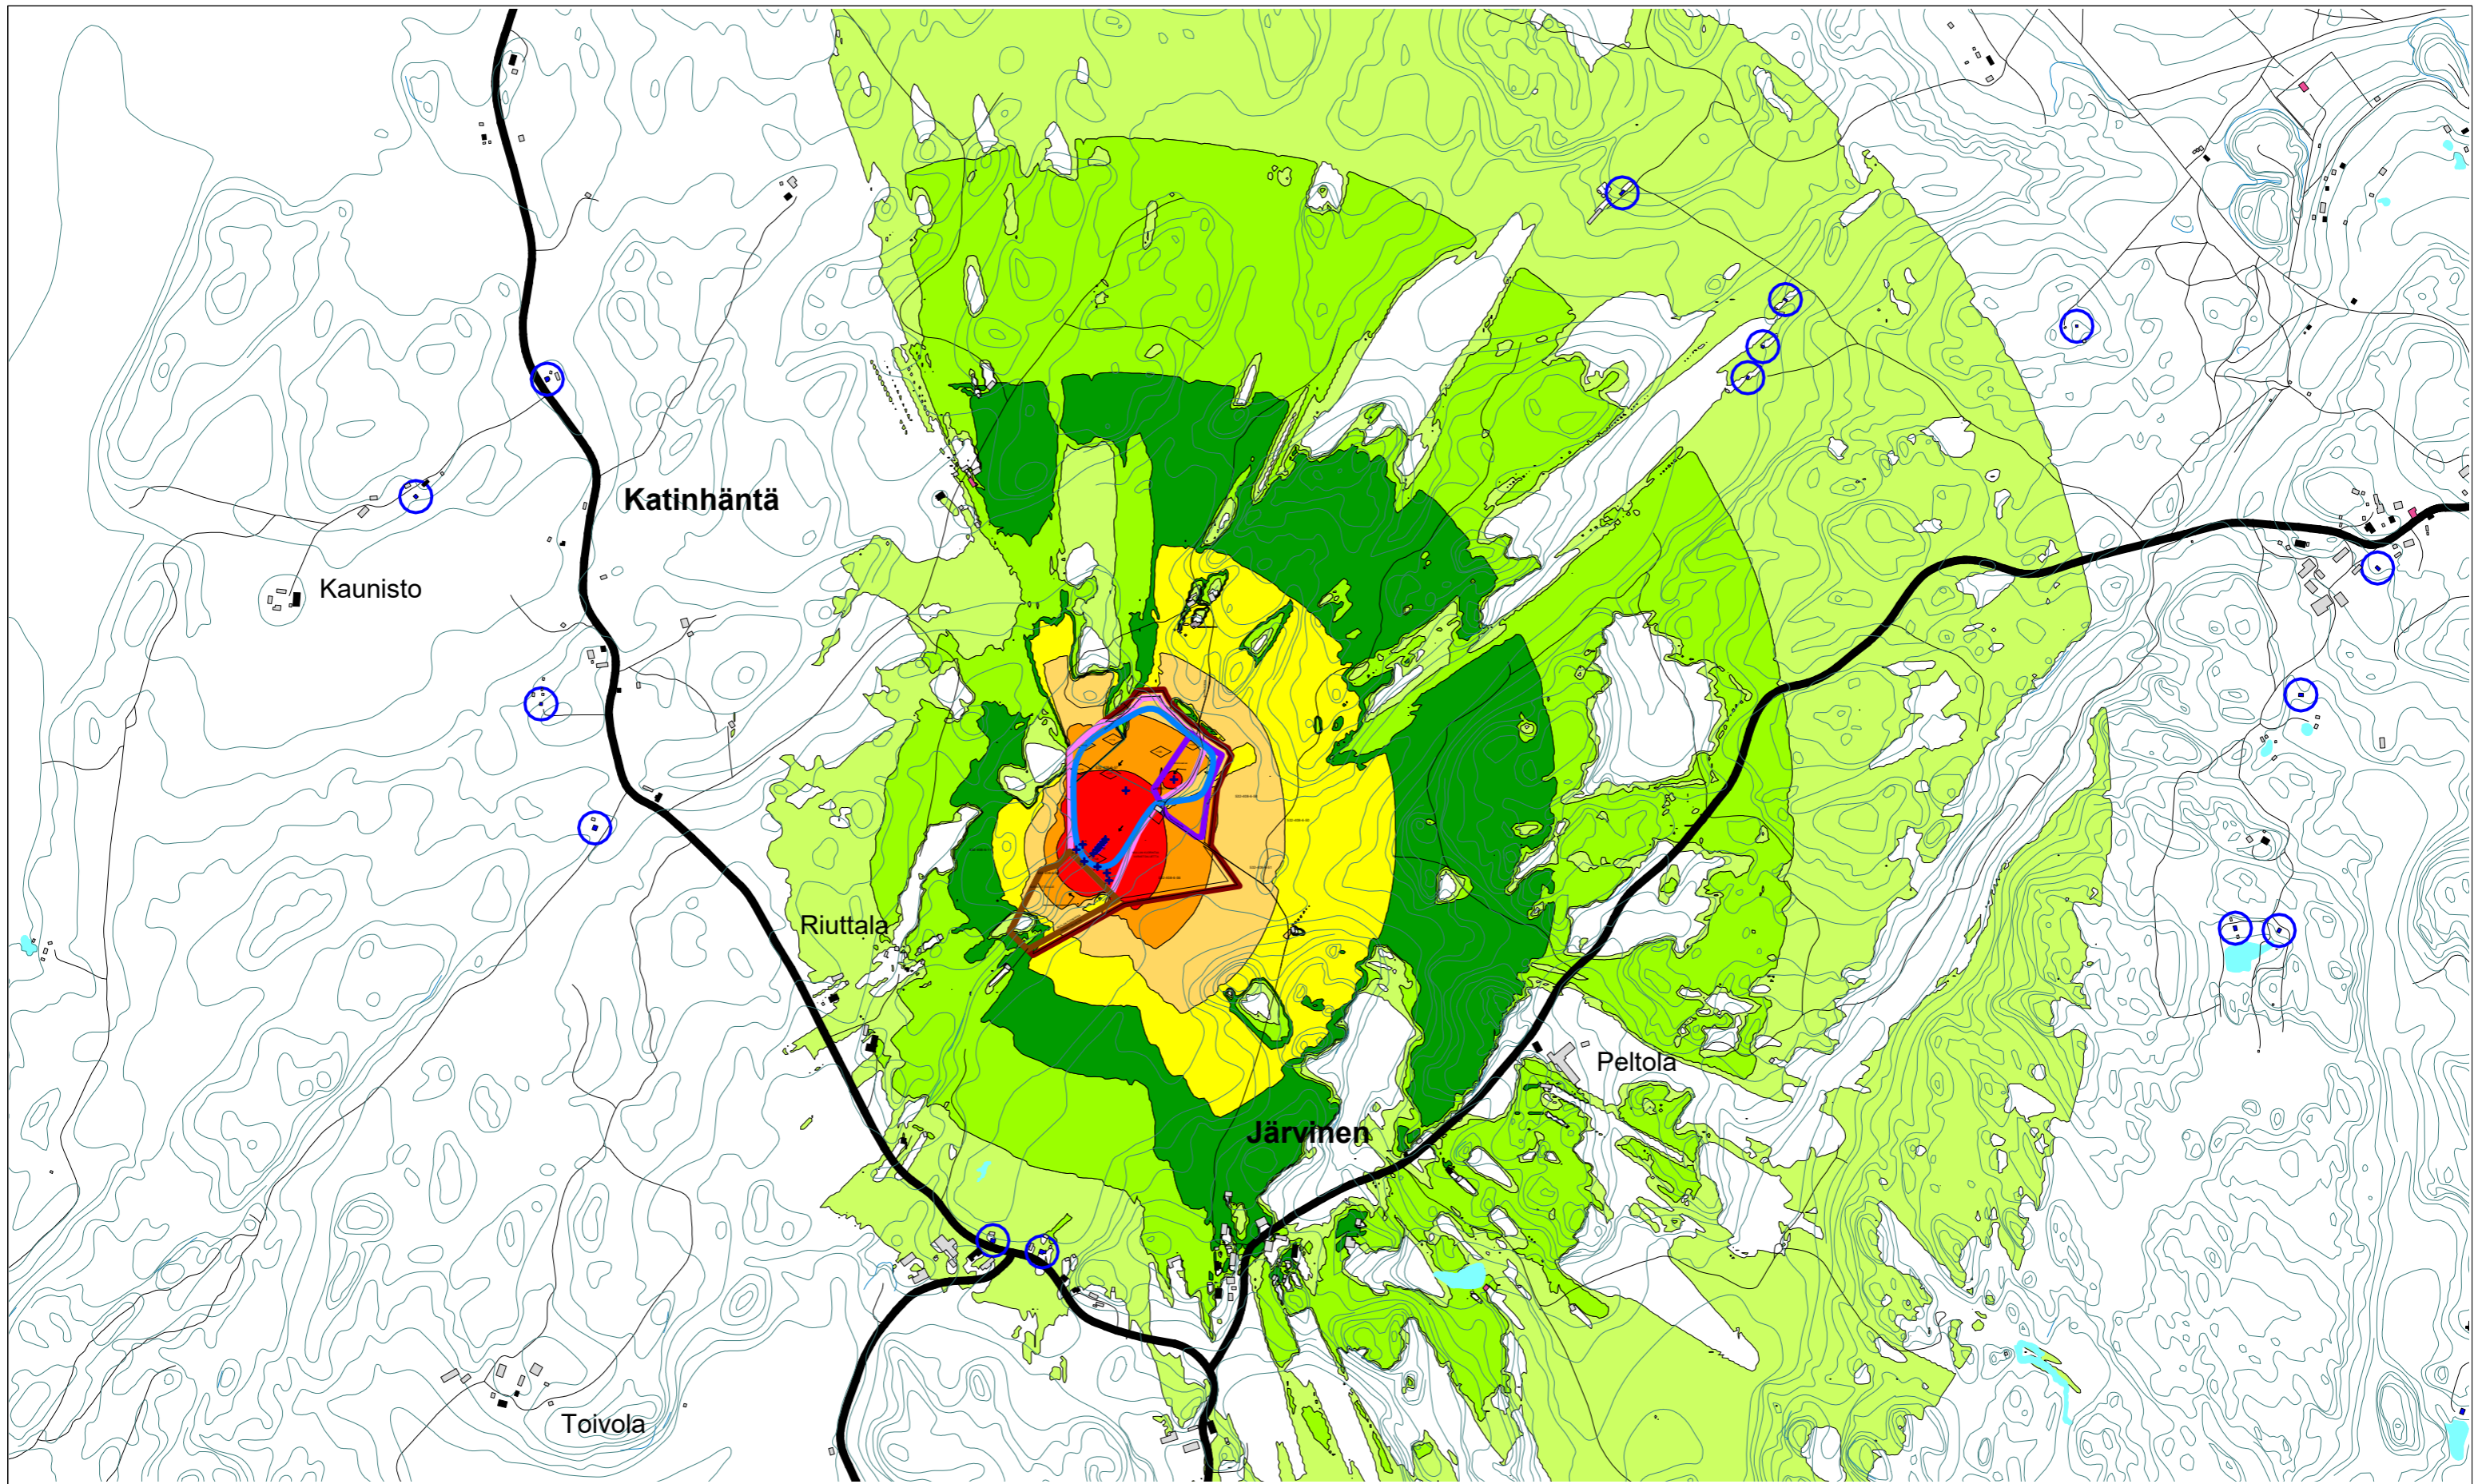 Katinhäntä
Kaunisto
Riuttala
Peltola
Järvinen
Toivola